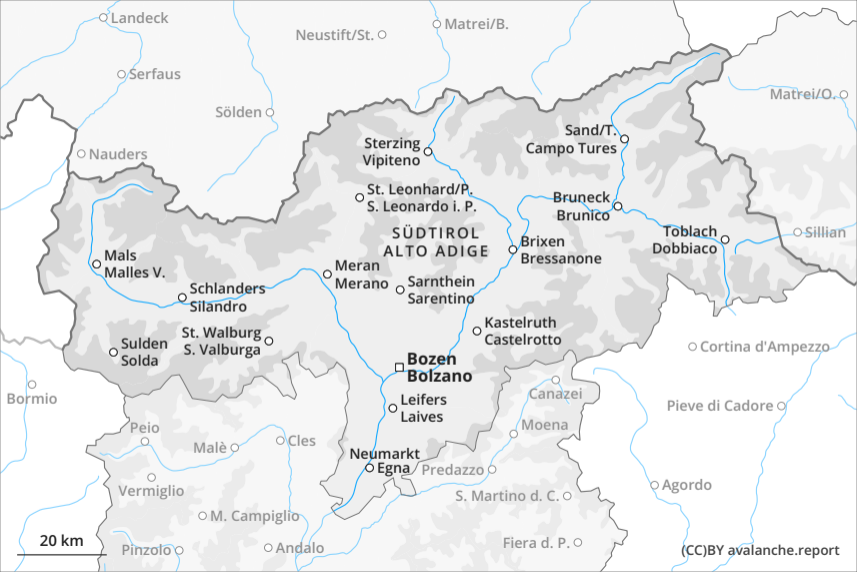 Landeck
Matrei/B.
Neustift/St.
Serfaus
Matrei/O.
Sölden
Sand/T.
Campo Tures
Sterzing
Vipiteno
Nauders
St. Leonhard/P.
S. Leonardo i. P.
Bruneck
Brunico
SÜDTIROL
ALTO ADIGE
Toblach
Dobbiaco
Sillian
Brixen
Bressanone
Mals
Malles V.
Meran
Merano
Sarnthein
Sarentino
Schlanders
Silandro
Kastelruth
Castelrotto
St. Walburg
S. Valburga
Sulden
Solda
Cortina d'Ampezzo
Bozen
Bolzano
Bormio
Canazei
Leifers
Laives
Pieve di Cadore
Peio
Moena
Malè
Cles
Neumarkt
Egna
Predazzo
Vermiglio
Agordo
S. Martino d. C.
M. Campiglio
20 km
Pinzolo
Andalo
Fiera d. P.
(CC)BY avalanche.report